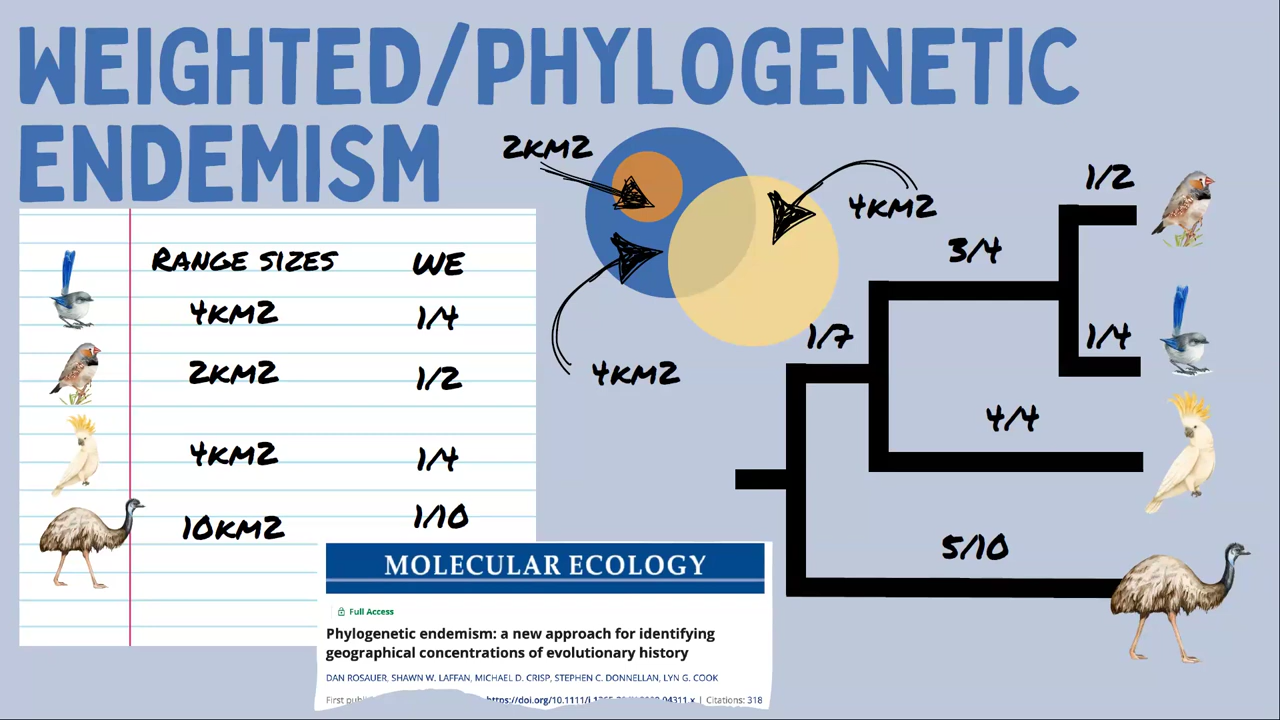 WEIGHTED/PHYLOGENETIC
ENDEMISM
RANGE SIZES WE
4KM2 1/4
2KM2 1/2
4KM2 1/4
10KM2 1/10
2KM2
4KM2
4KM2
1/2
3/4
1/7
1/4
4/4
5/10
MOLECULAR ECOLOGY
Full Access
Phylogenetic endemism: a new approach for identifying
geographical concentrations of evolutionary history
DAN ROSAUER, SHAWN W. LAFFAN, MICHAEL D. CRISP, STEPHEN C. DONNELLAN, LYN G. COOK
First Citations: 318